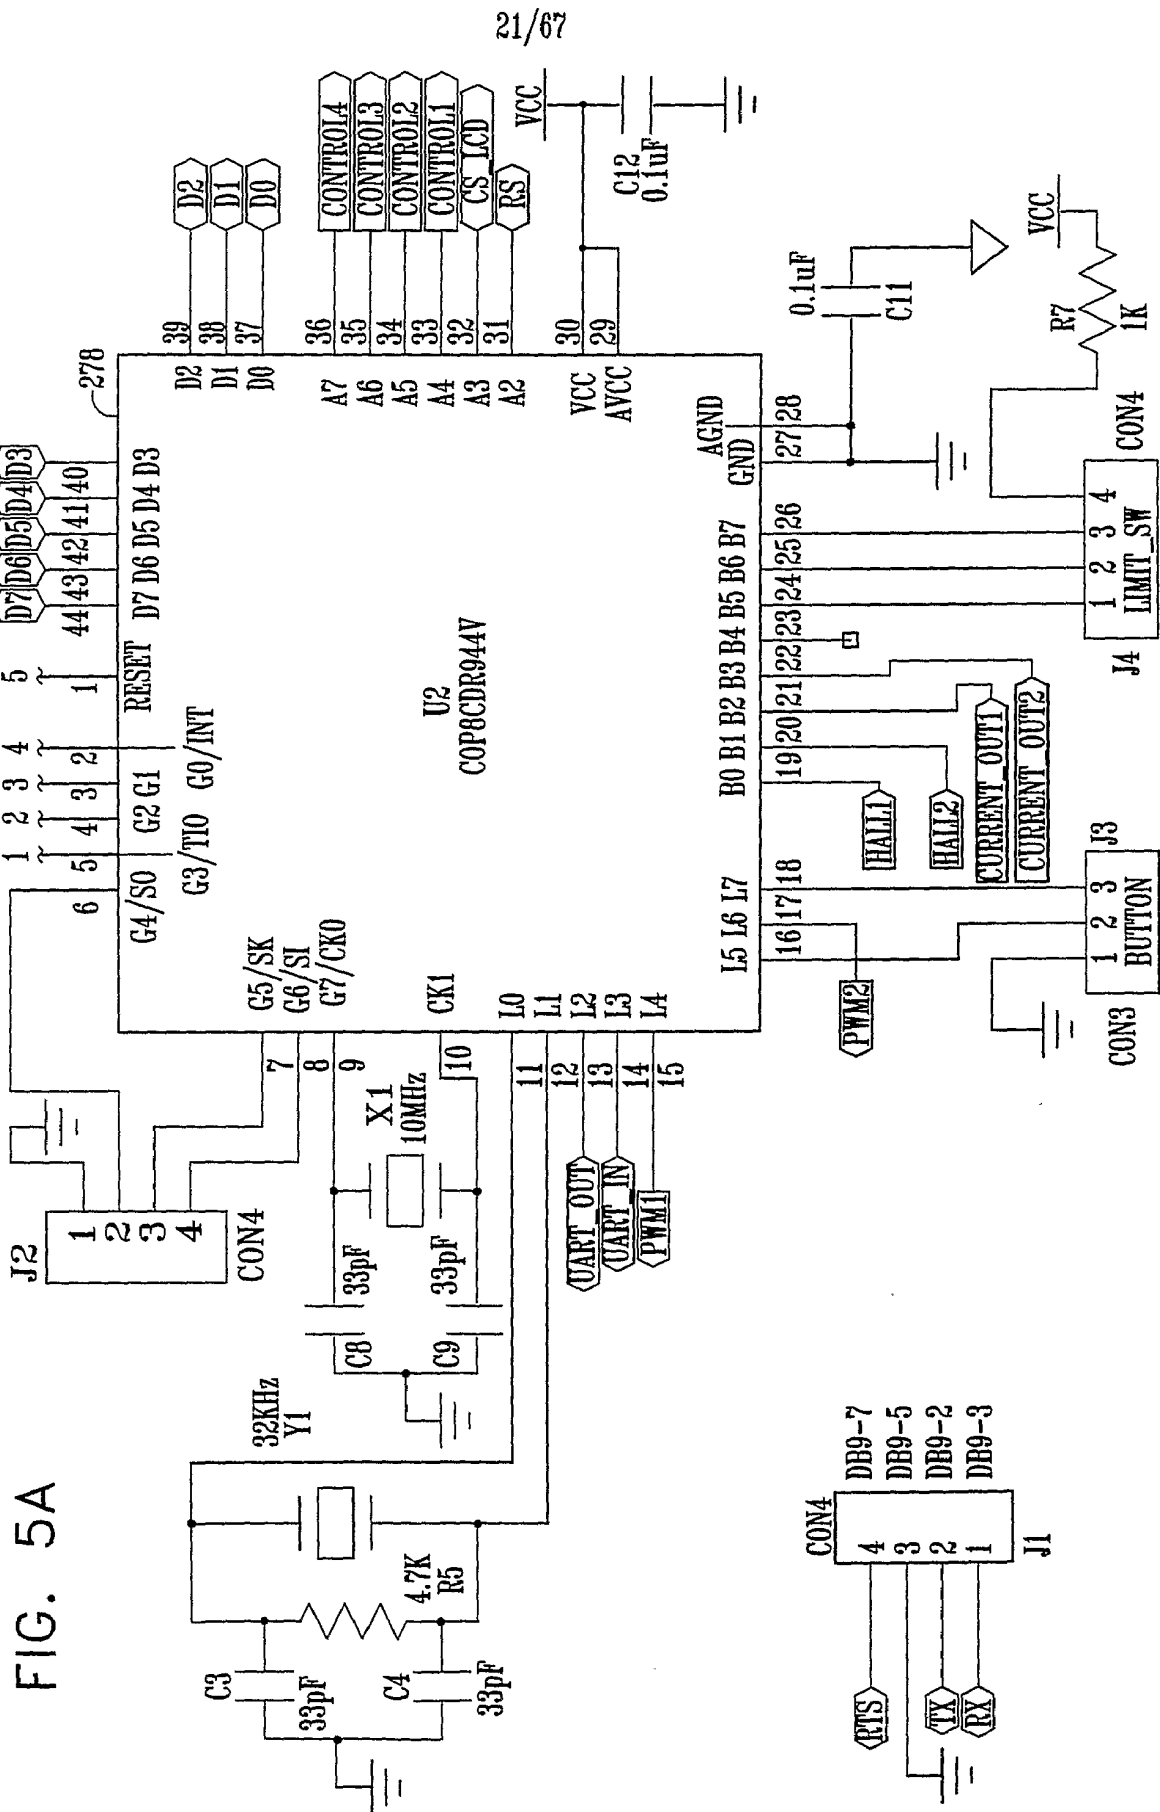 21/67
FIG. 5A
278
U2
COP8CDR944V
D7 D6 D5 D4 D3
44 43 42 41 40
D7 D6 D5 D4 D3
D2 39 D2
D1 38 D1
D0 37 D0
A7 36 CONTROL4
A6 35 CONTROL3
A5 34 CONTROL2
A4 33 CONTROL1
A3 32 CS_LCD
A2 31 RS
VCC 30
AVCC 29
VCC
C12
0.1uF
5 4 3 2 1
1 2 3 4 5 6
RESET
G0/INT
G1
G2
G3/TIO
G4/SO
G5/SK
G6/SI
G7/CKO
CK1
L0
L1
L2
L3
L4
7
8
9
10
11
12
13
14
15
UART_OUT
UART_IN
PWM1
X1
10MHz
33pF
C8
33pF
C9
J2
1
2
3
4
CON4
32KHz
Y1
4.7K
R5
C3
33pF
C4
33pF
L5 L6 L7
16 17 18
PWM2
B0 B1 B2 B3 B4 B5 B6 B7
19 20 21 22 23 24 25 26
HALL1
HALL2
CURRENT_OUT1
CURRENT_OUT2
GND
AGND
27 28
0.1uF
C11
VCC
R7
1K
CON4
1 2 3 4
LIMIT_SW
J4
J3
1 2 3
BUTTON
CON3
CON4
4 DB9-7
3 DB9-5
2 DB9-2
1 DB9-3
J1
RTS
TX
RX